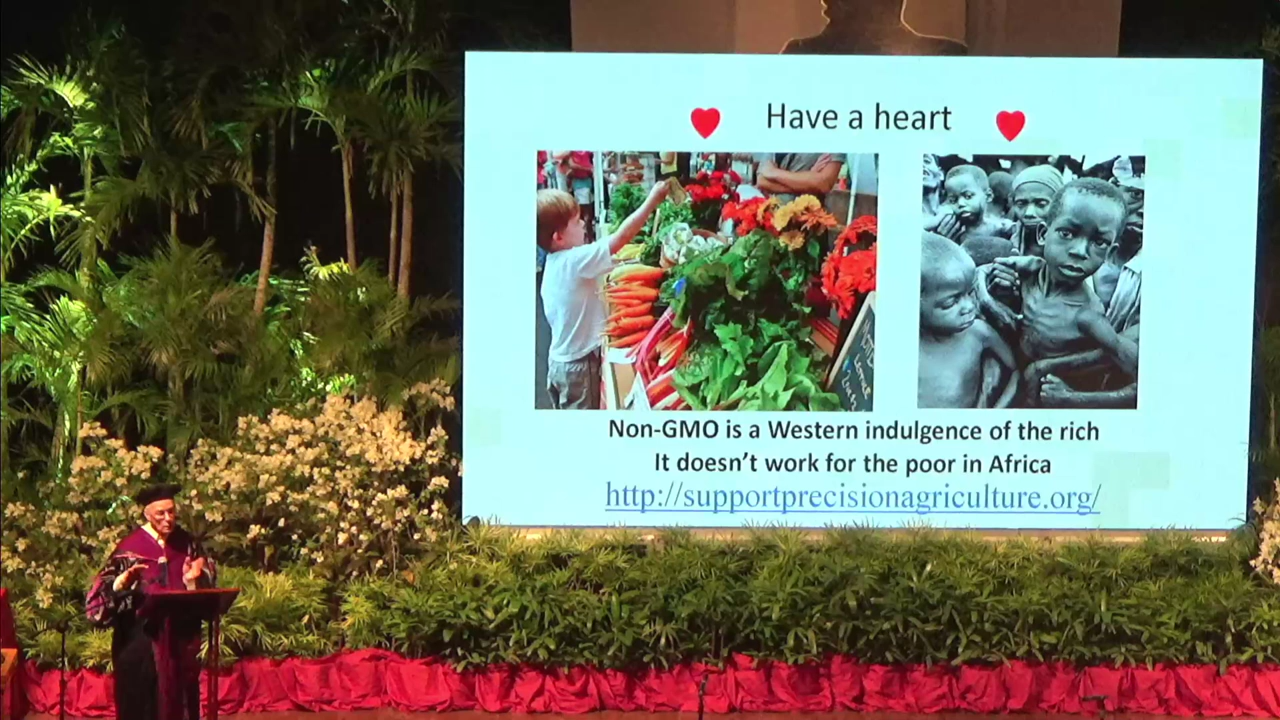 Have a heart
Non-GMO is a Western indulgence of the rich
It doesn't work for the poor in Africa
http://supportprecisionagriculture.org/